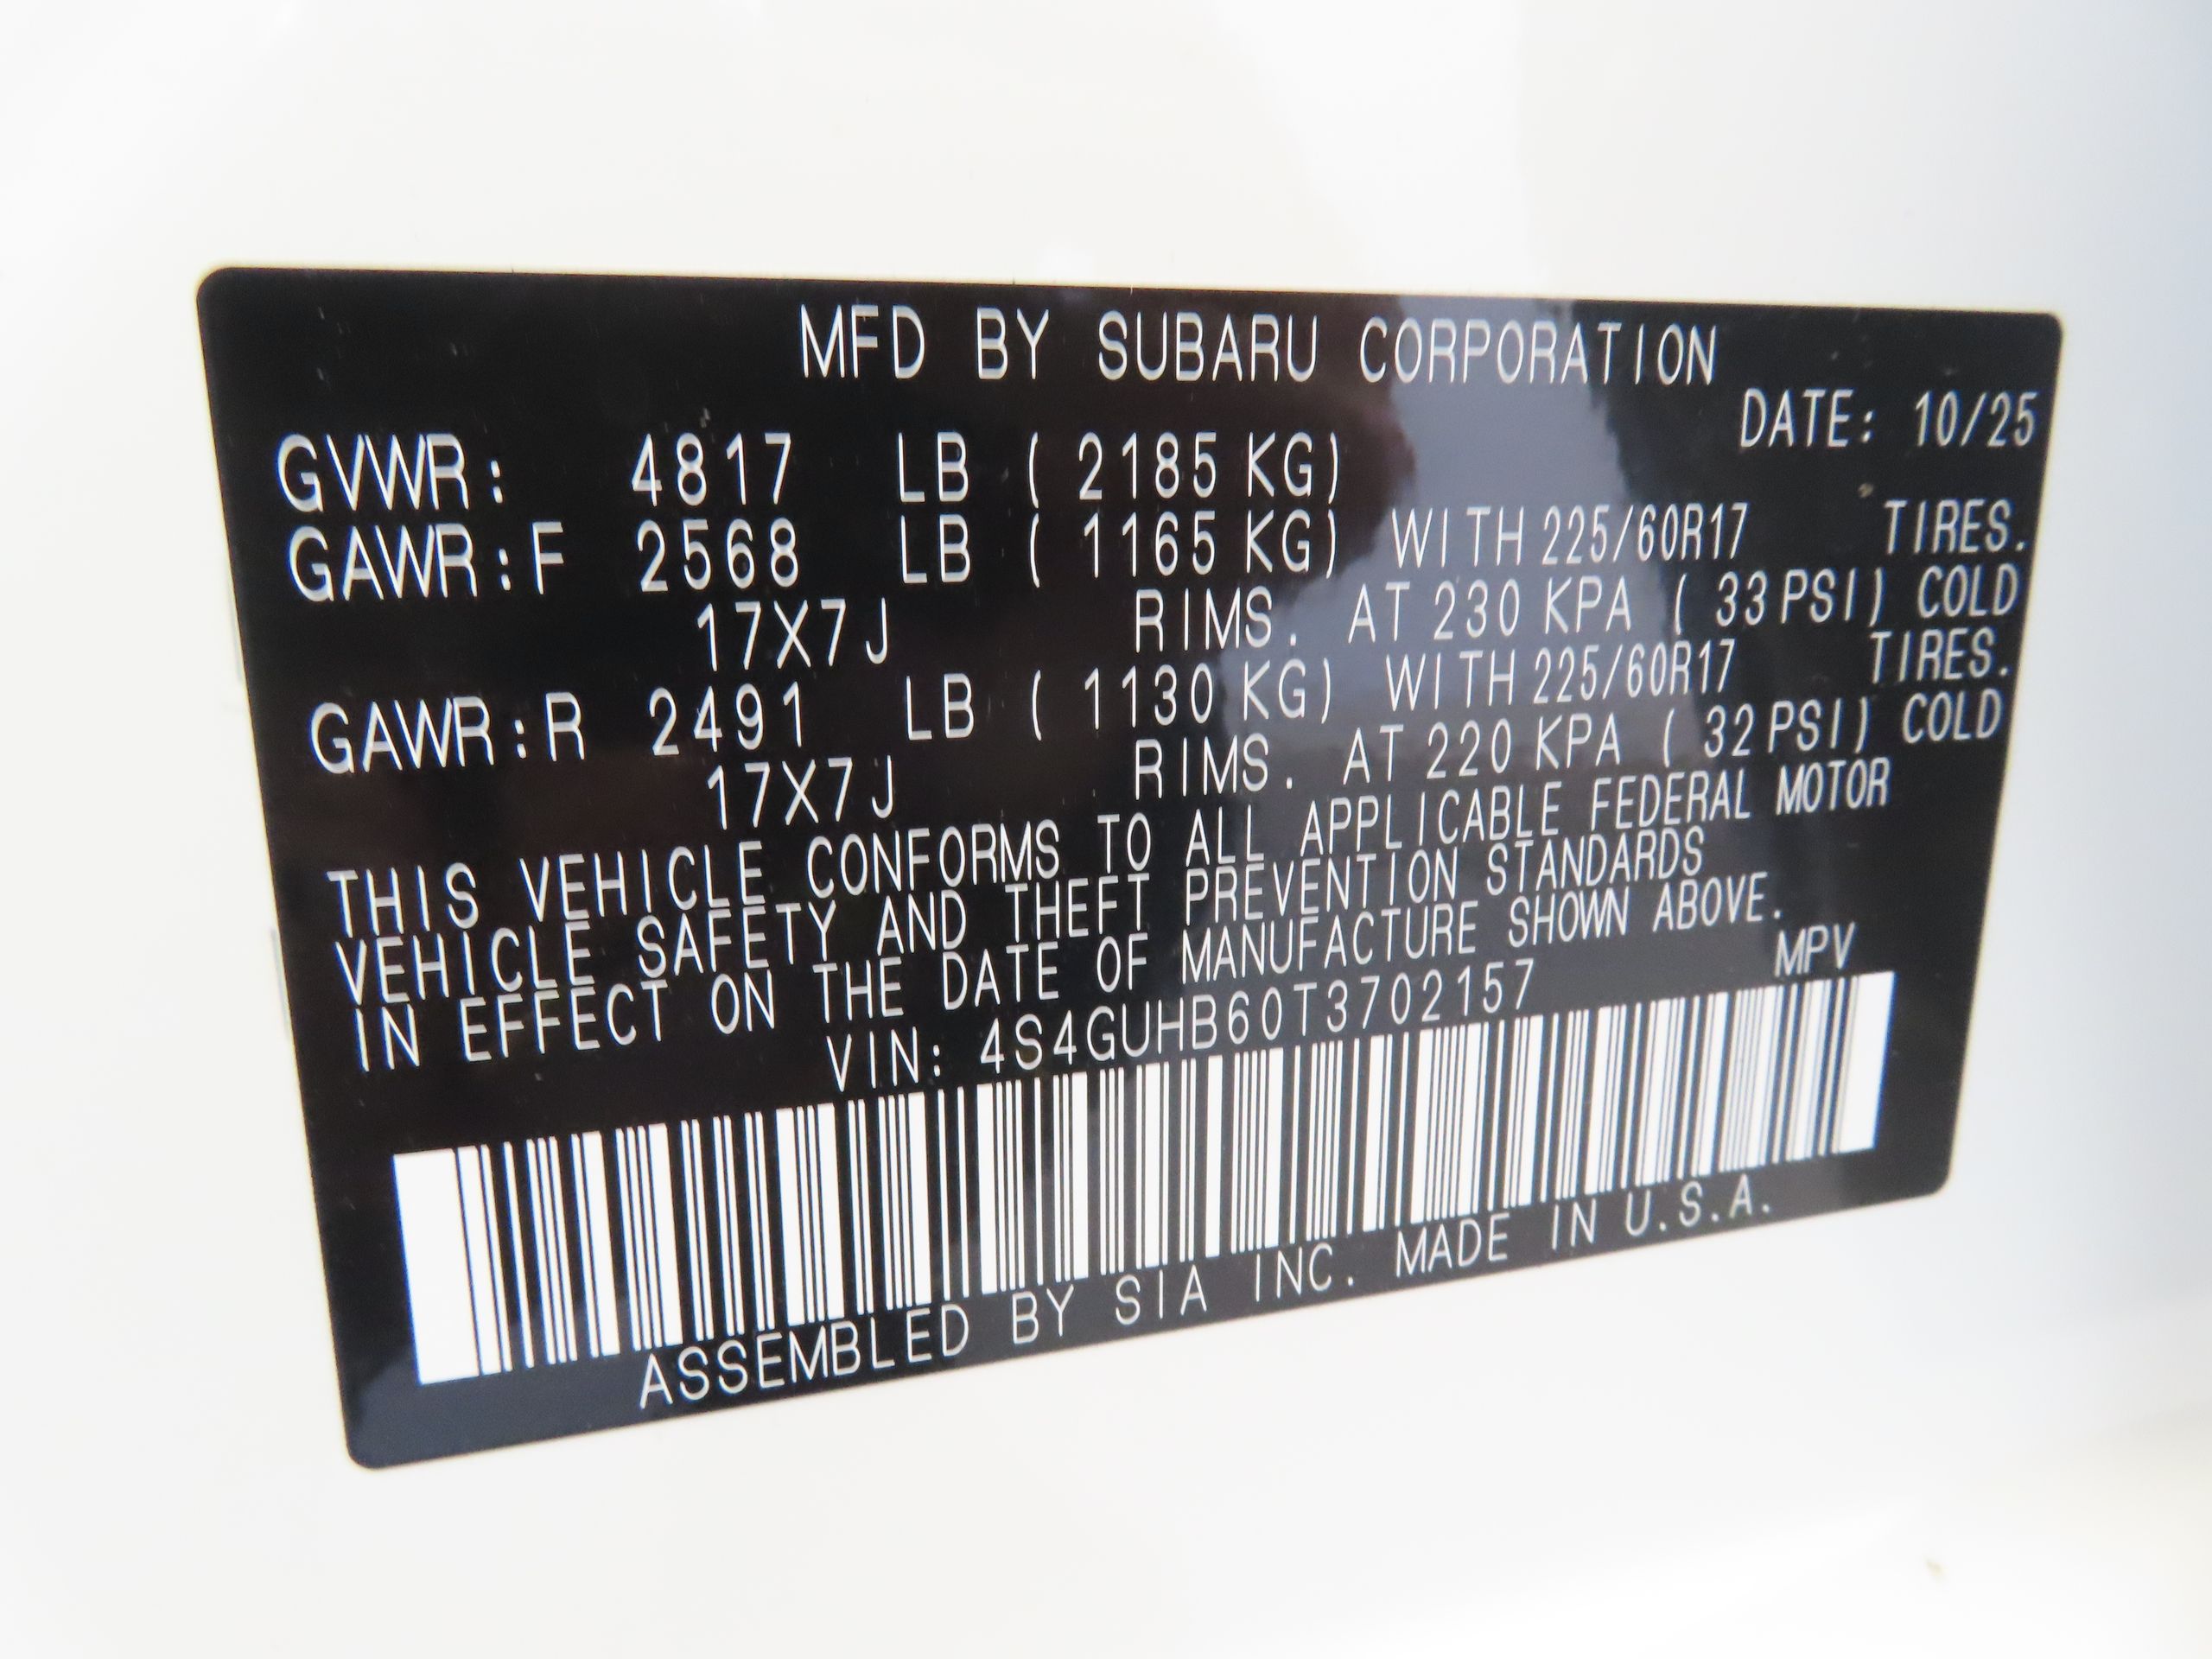 MFD BY SUBARU CORPORATION
DATE: 10/25
GVWR: 4817 LB ( 2185 KG)
GAWR:F 2568 LB ( 1165 KG) WITH 225/60R17 TIRES.
17X7J RIMS. AT 230 KPA ( 33 PSI) COLD
GAWR:R 2491 LB ( 1130 KG) WITH 225/60R17 TIRES.
17X7J RIMS. AT 220 KPA ( 32 PSI) COLD
THIS VEHICLE CONFORMS TO ALL APPLICABLE FEDERAL MOTOR
VEHICLE SAFETY AND THEFT PREVENTION STANDARDS
IN EFFECT ON THE DATE OF MANUFACTURE SHOWN ABOVE.
VIN: 4S4GUHB60T3702157 MPV
ASSEMBLED BY SIA INC. MADE IN U.S.A.